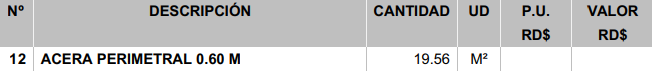 Nº DESCRIPCIÓN CANTIDAD UD P.U. RD$ VALOR RD$
12 ACERA PERIMETRAL 0.60 M 19.56 M²